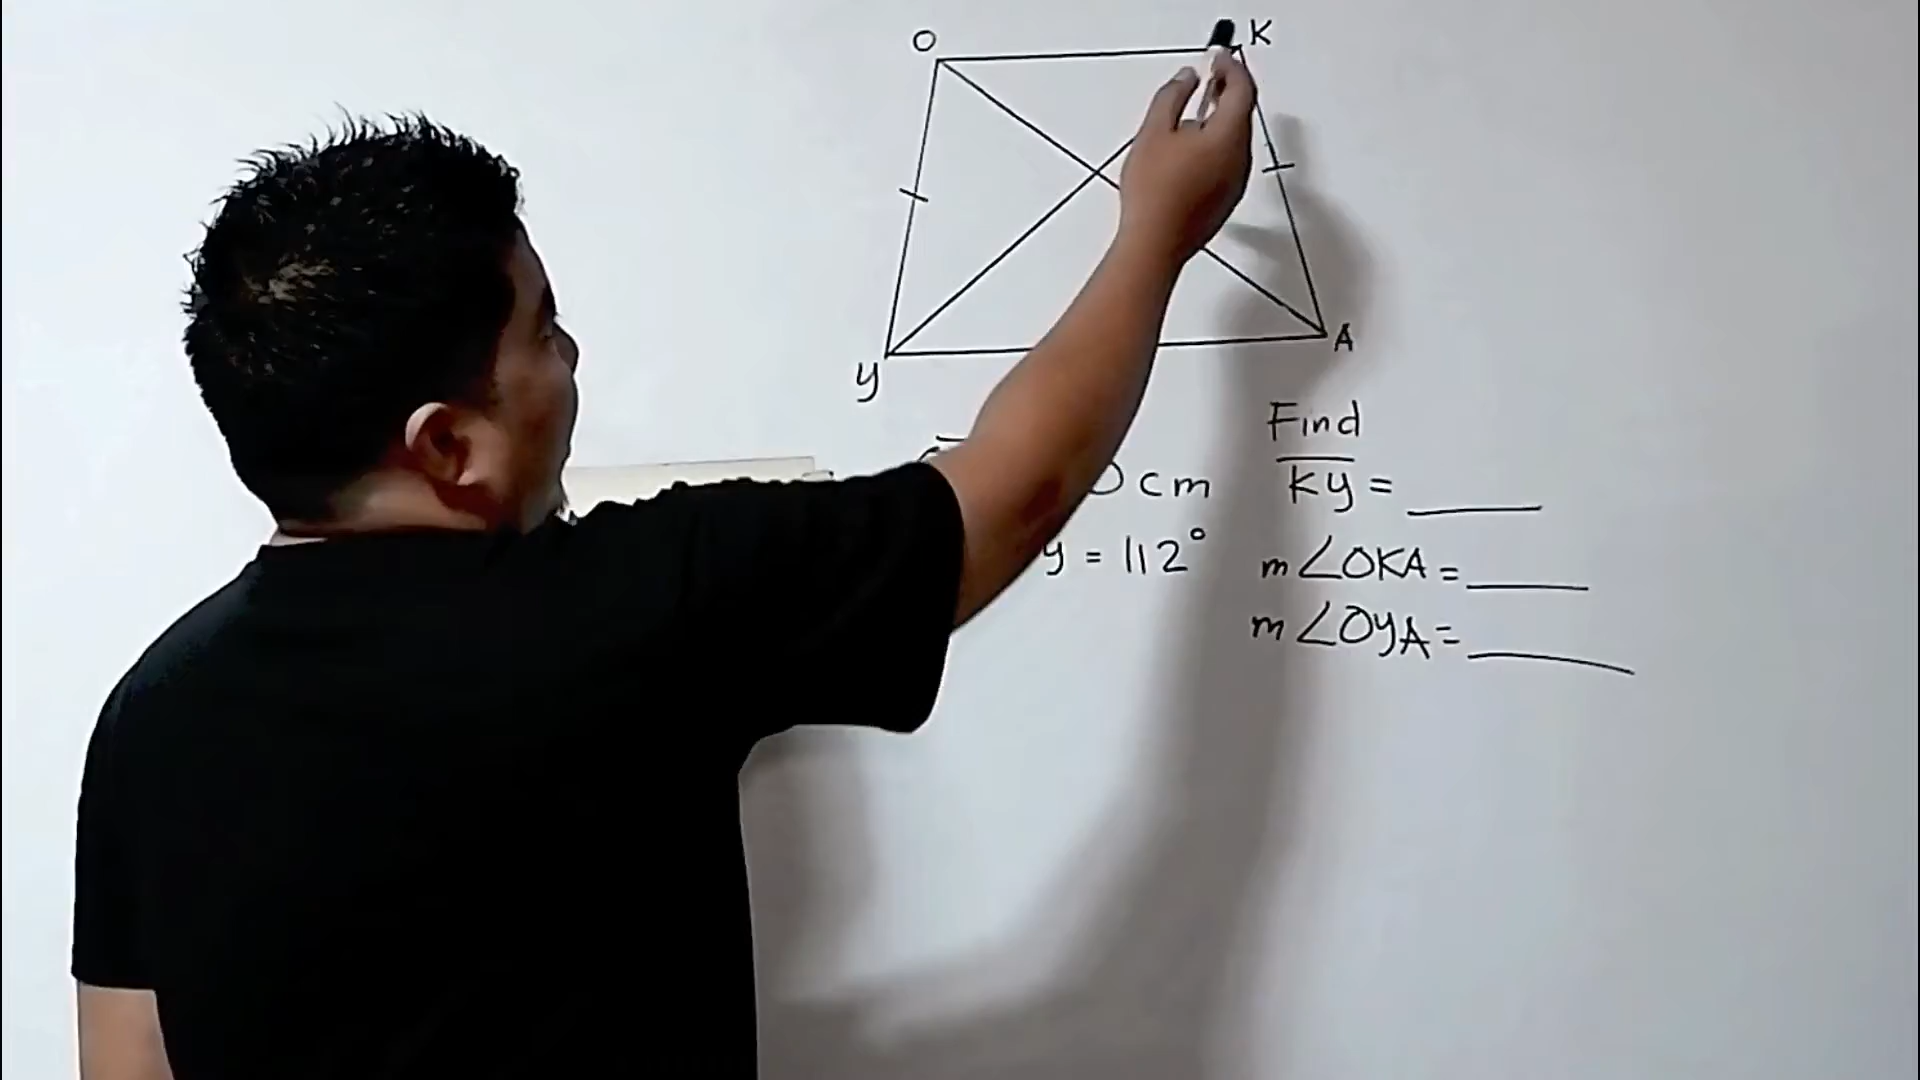 O
K
y
A
cm
y = 112°
Find
Ky = ____
m∠OKA = ____
m∠OyA = ____